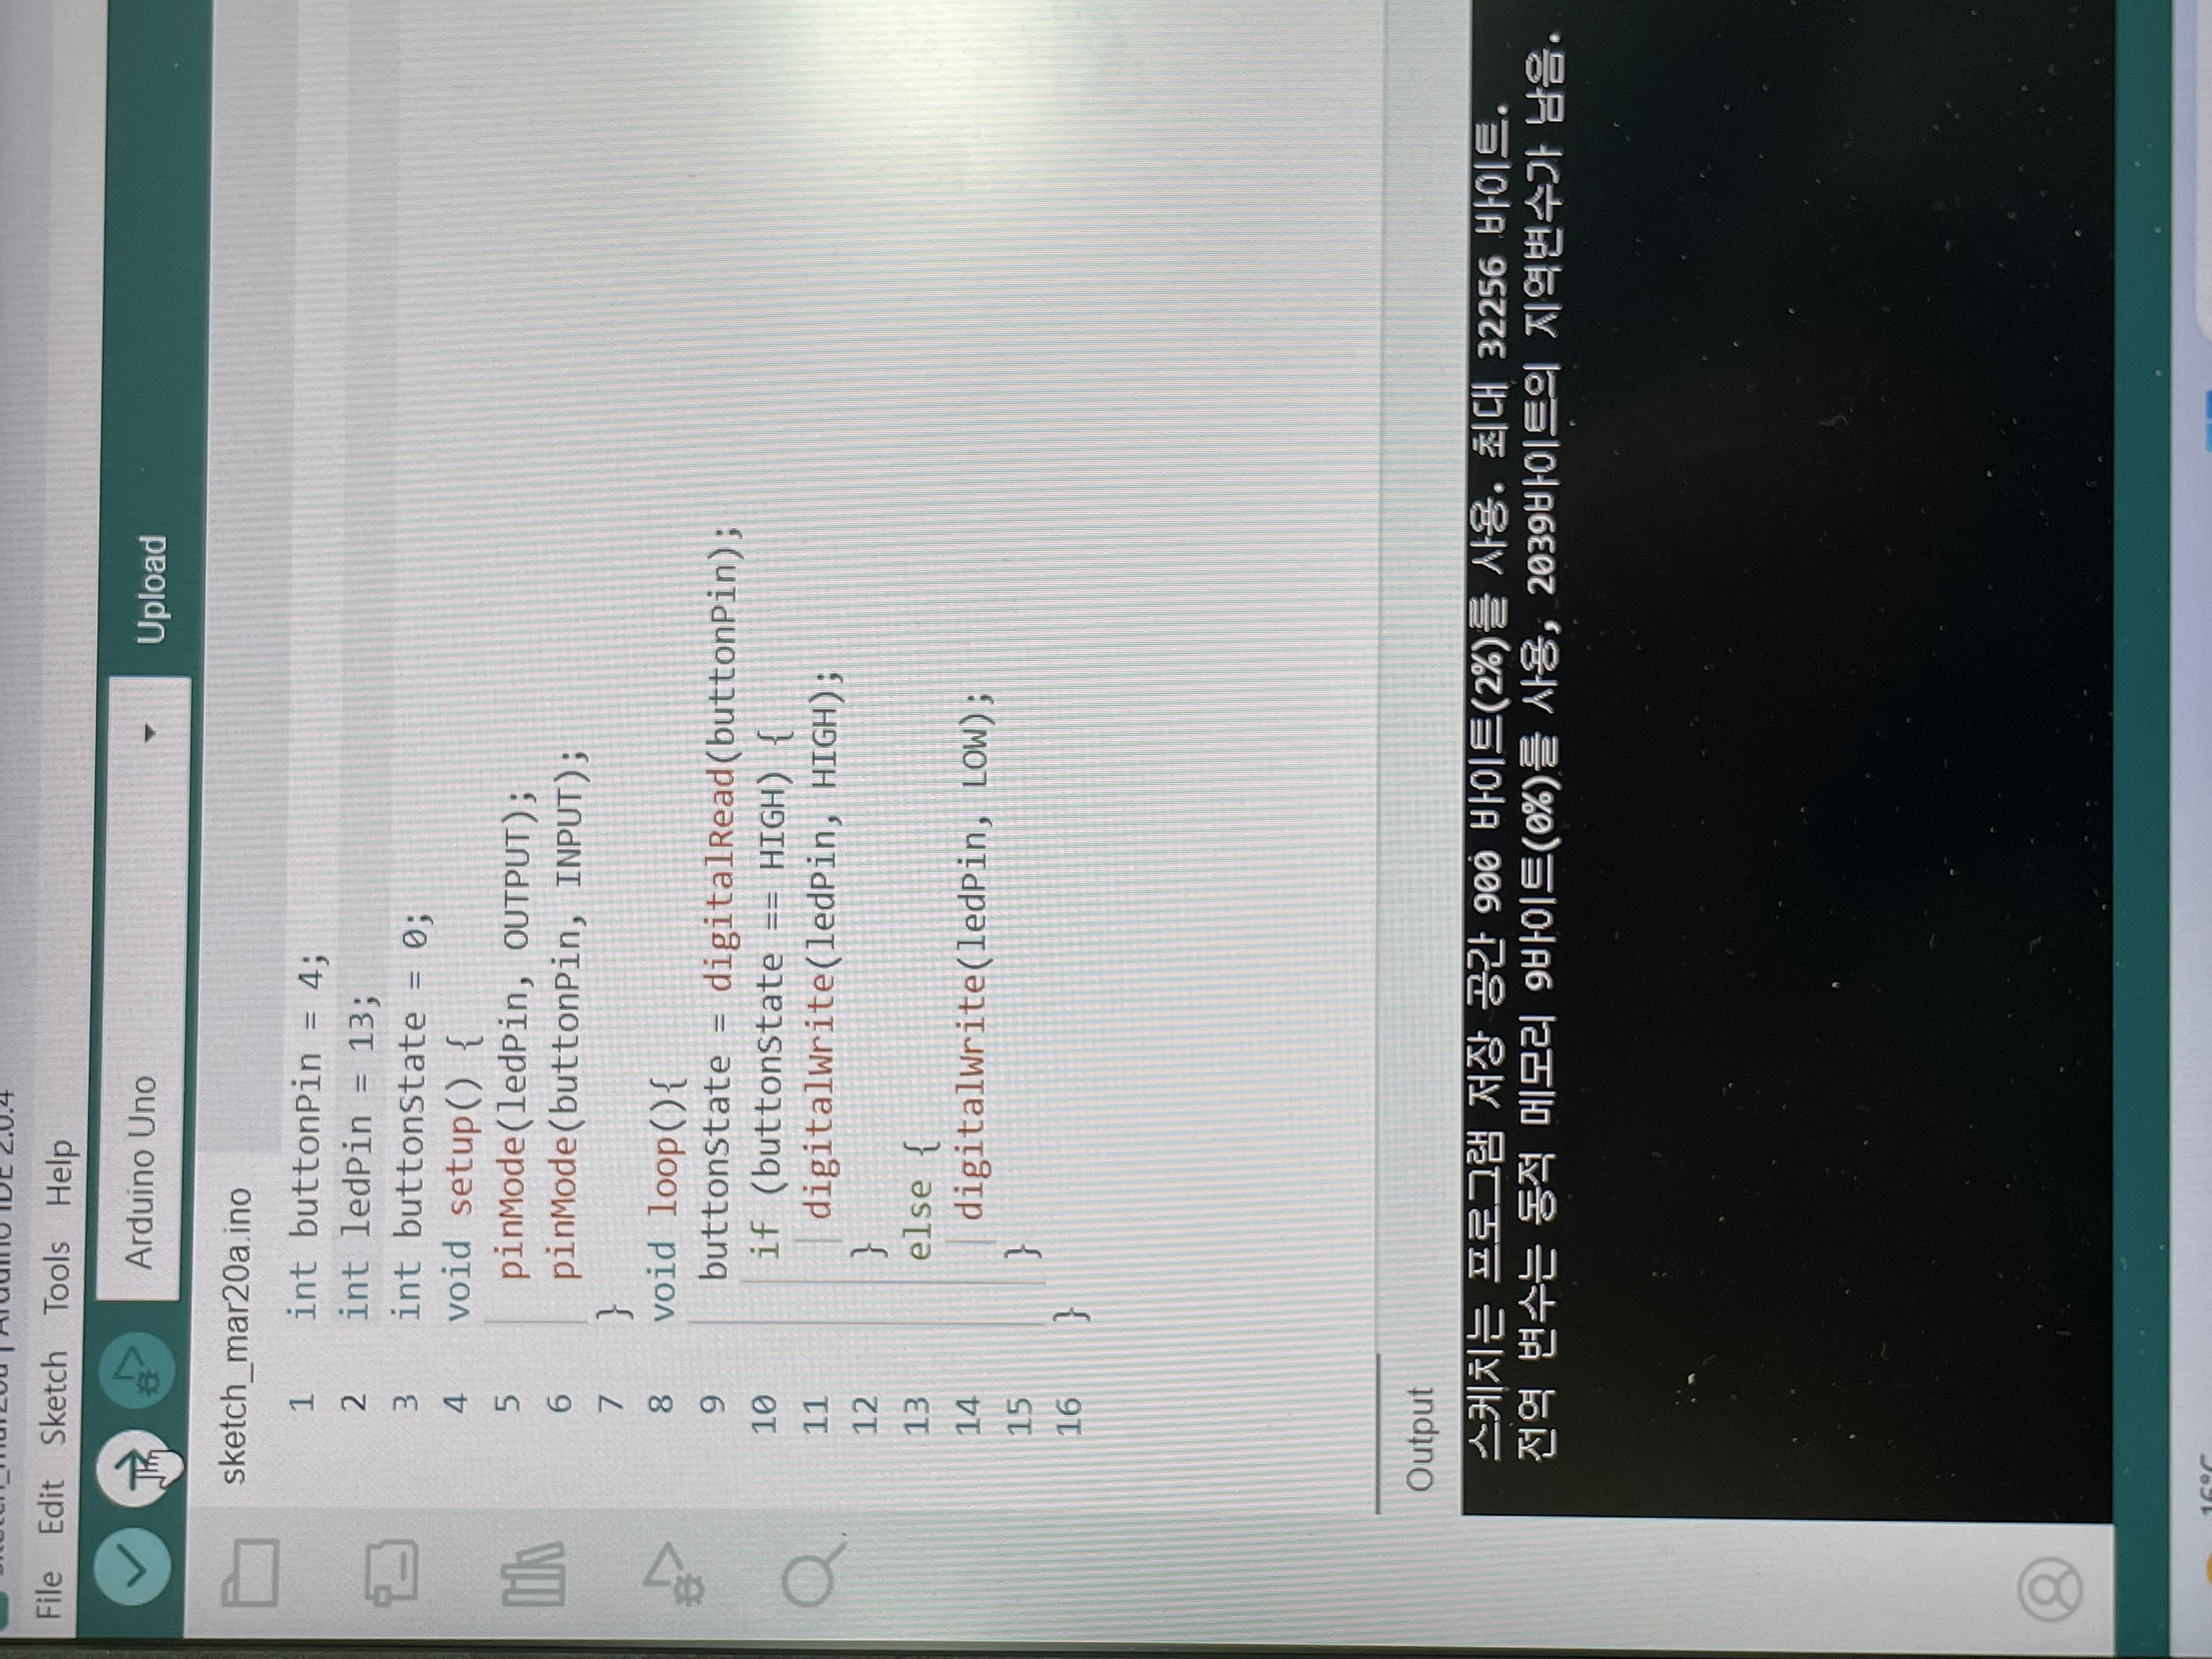 sketch_mar20a | Arduino IDE 2.0.4
File Edit Sketch Tools Help
Arduino Uno
Upload
sketch_mar20a.ino
1 int buttonPin = 4;
2 int ledPin = 13;
3 int buttonState = 0;
4 void setup() {
5 pinMode(ledPin, OUTPUT);
6 pinMode(buttonPin, INPUT);
7 }
8 void loop(){
9 buttonState = digitalRead(buttonPin);
10 if (buttonState == HIGH) {
11 digitalWrite(ledPin, HIGH);
12 }
13 else {
14 digitalWrite(ledPin, LOW);
15 }
16 }
Output
스케치는 프로그램 저장 공간 900 바이트(2%)를 사용. 최대 32256 바이트.
전역 변수는 동적 메모리 9바이트(0%)를 사용, 2039바이트의 지역변수가 남음.
16°C